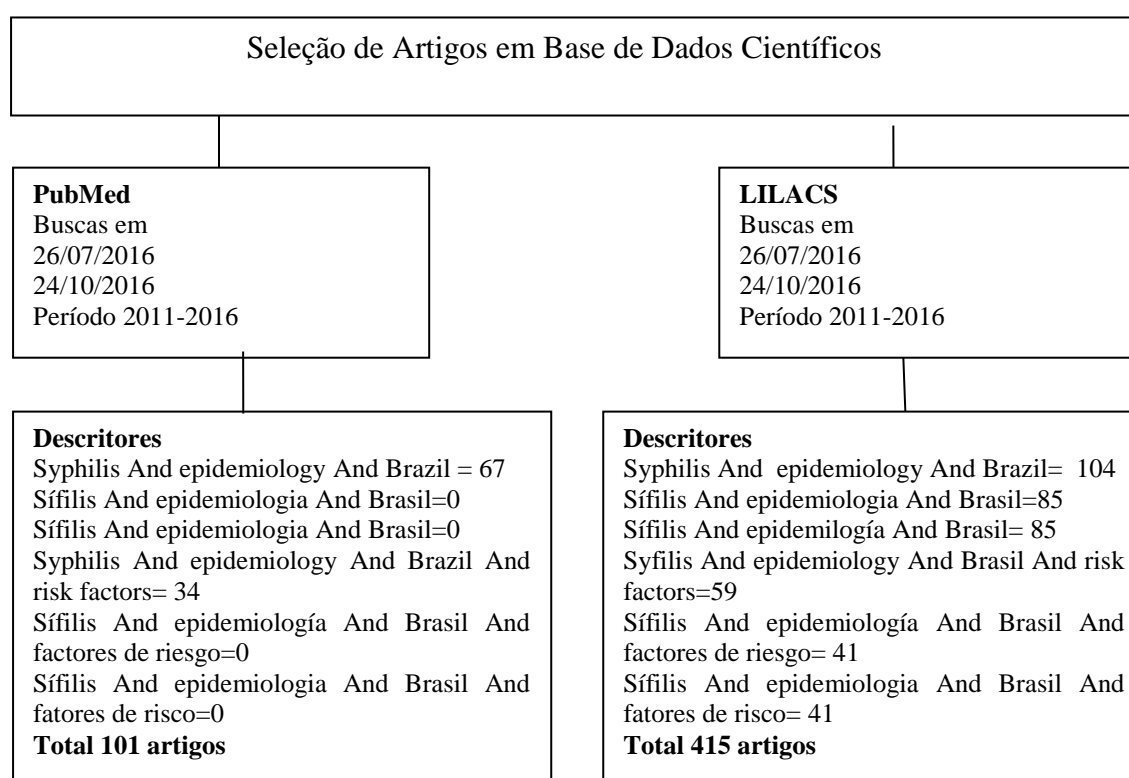 Seleção de Artigos em Base de Dados Científicos
PubMed
Buscas em
26/07/2016
24/10/2016
Período 2011-2016
LILACS
Buscas em
26/07/2016
24/10/2016
Período 2011-2016
Descritores
Syphilis And epidemiology And Brazil = 67
Sífilis And epidemiologia And Brasil=0
Sífilis And epidemiologia And Brasil=0
Syphilis And epidemiology And Brazil And
risk factors= 34
Sífilis And epidemiología And Brasil And
factores de riesgo=0
Sífilis And epidemiologia And Brasil And
fatores de risco=0
Total 101 artigos
Descritores
Syphilis And epidemiology And Brazil= 104
Sífilis And epidemiologia And Brasil=85
Sífilis And epidemilogía And Brasil= 85
Syfilis And epidemiology And Brasil And risk
factors=59
Sífilis And epidemiología And Brasil And
factores de riesgo= 41
Sífilis And epidemiologia And Brasil And
fatores de risco= 41
Total 415 artigos